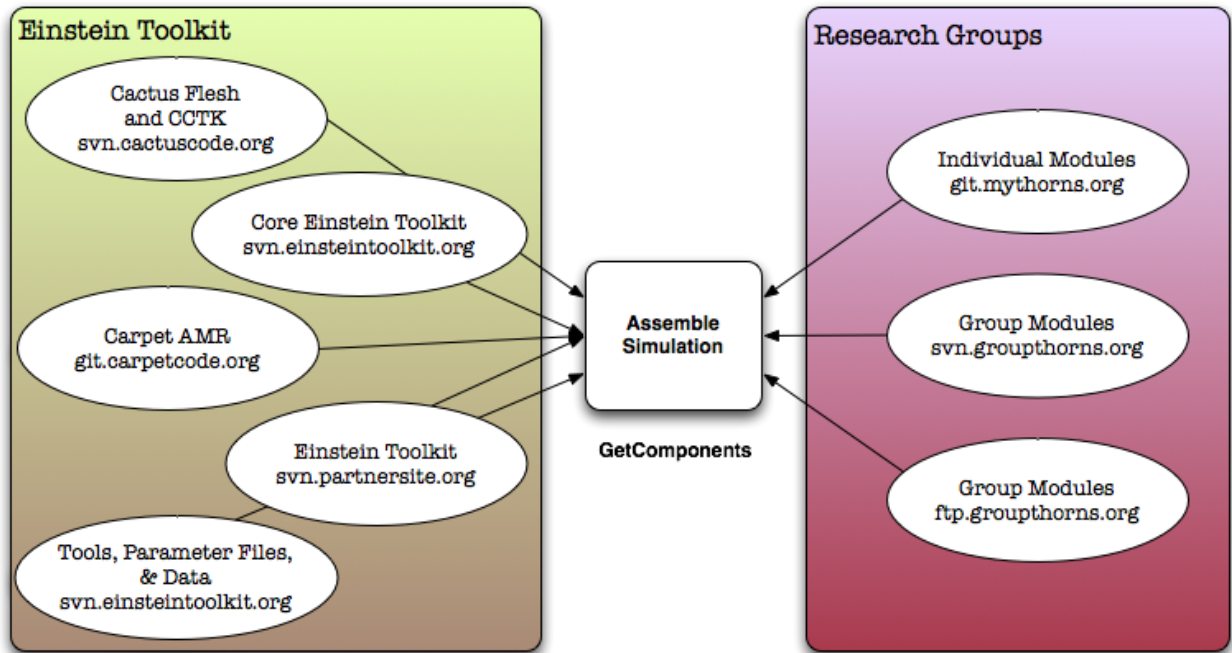 Einstein Toolkit
Cactus Flesh
and CCTK
svn.cactuscode.org
Core Einstein Toolkit
svn.einsteintoolkit.org
Carpet AMR
git.carpetcode.org
Einstein Toolkit
svn.partnersite.org
Tools, Parameter Files,
& Data
svn.einsteintoolkit.org
Assemble
Simulation
GetComponents
Research Groups
Individual Modules
git.mythorns.org
Group Modules
svn.groupthorns.org
Group Modules
ftp.groupthorns.org